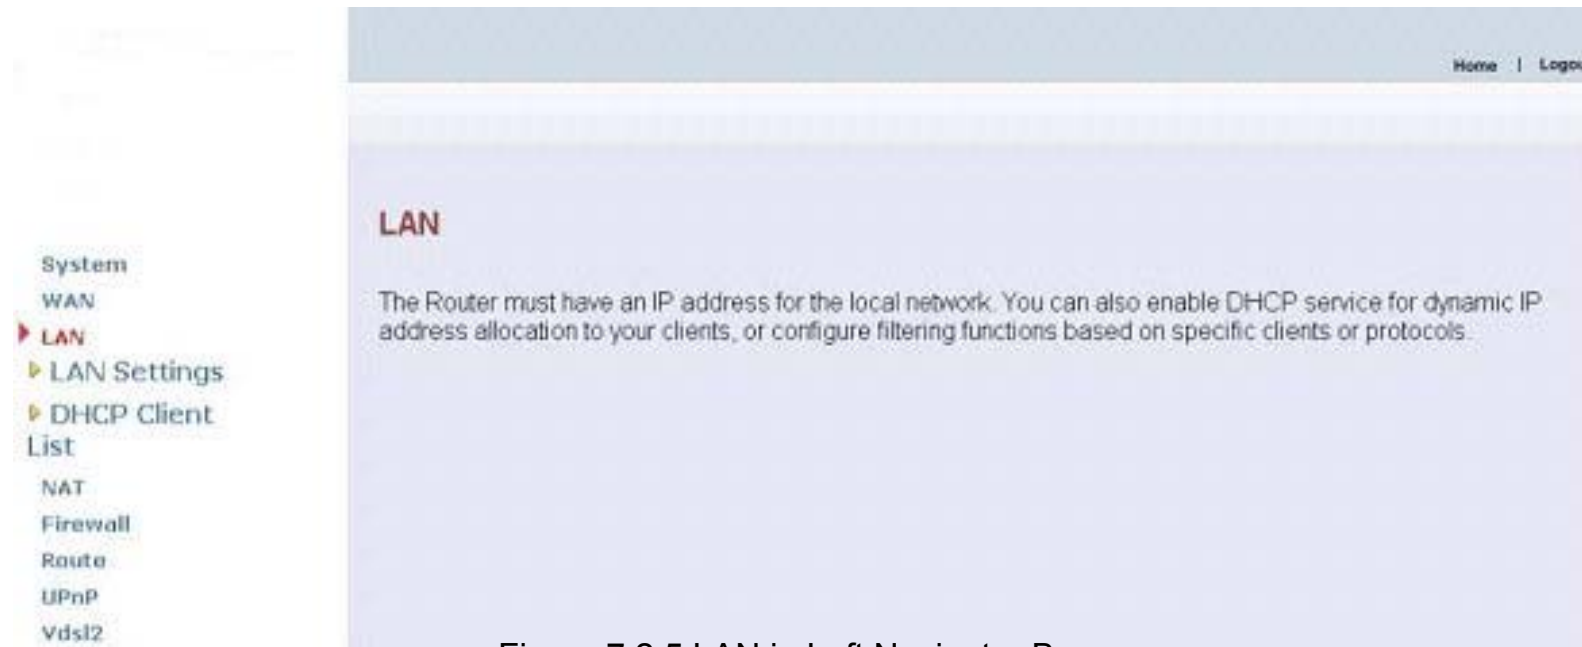 Home | Logou
LAN
The Router must have an IP address for the local network. You can also enable DHCP service for dynamic IP
address allocation to your clients, or configure filtering functions based on specific clients or protocols.
System
WAN
LAN
LAN Settings
DHCP Client
List
NAT
Firewall
Route
UPnP
Vdsl2